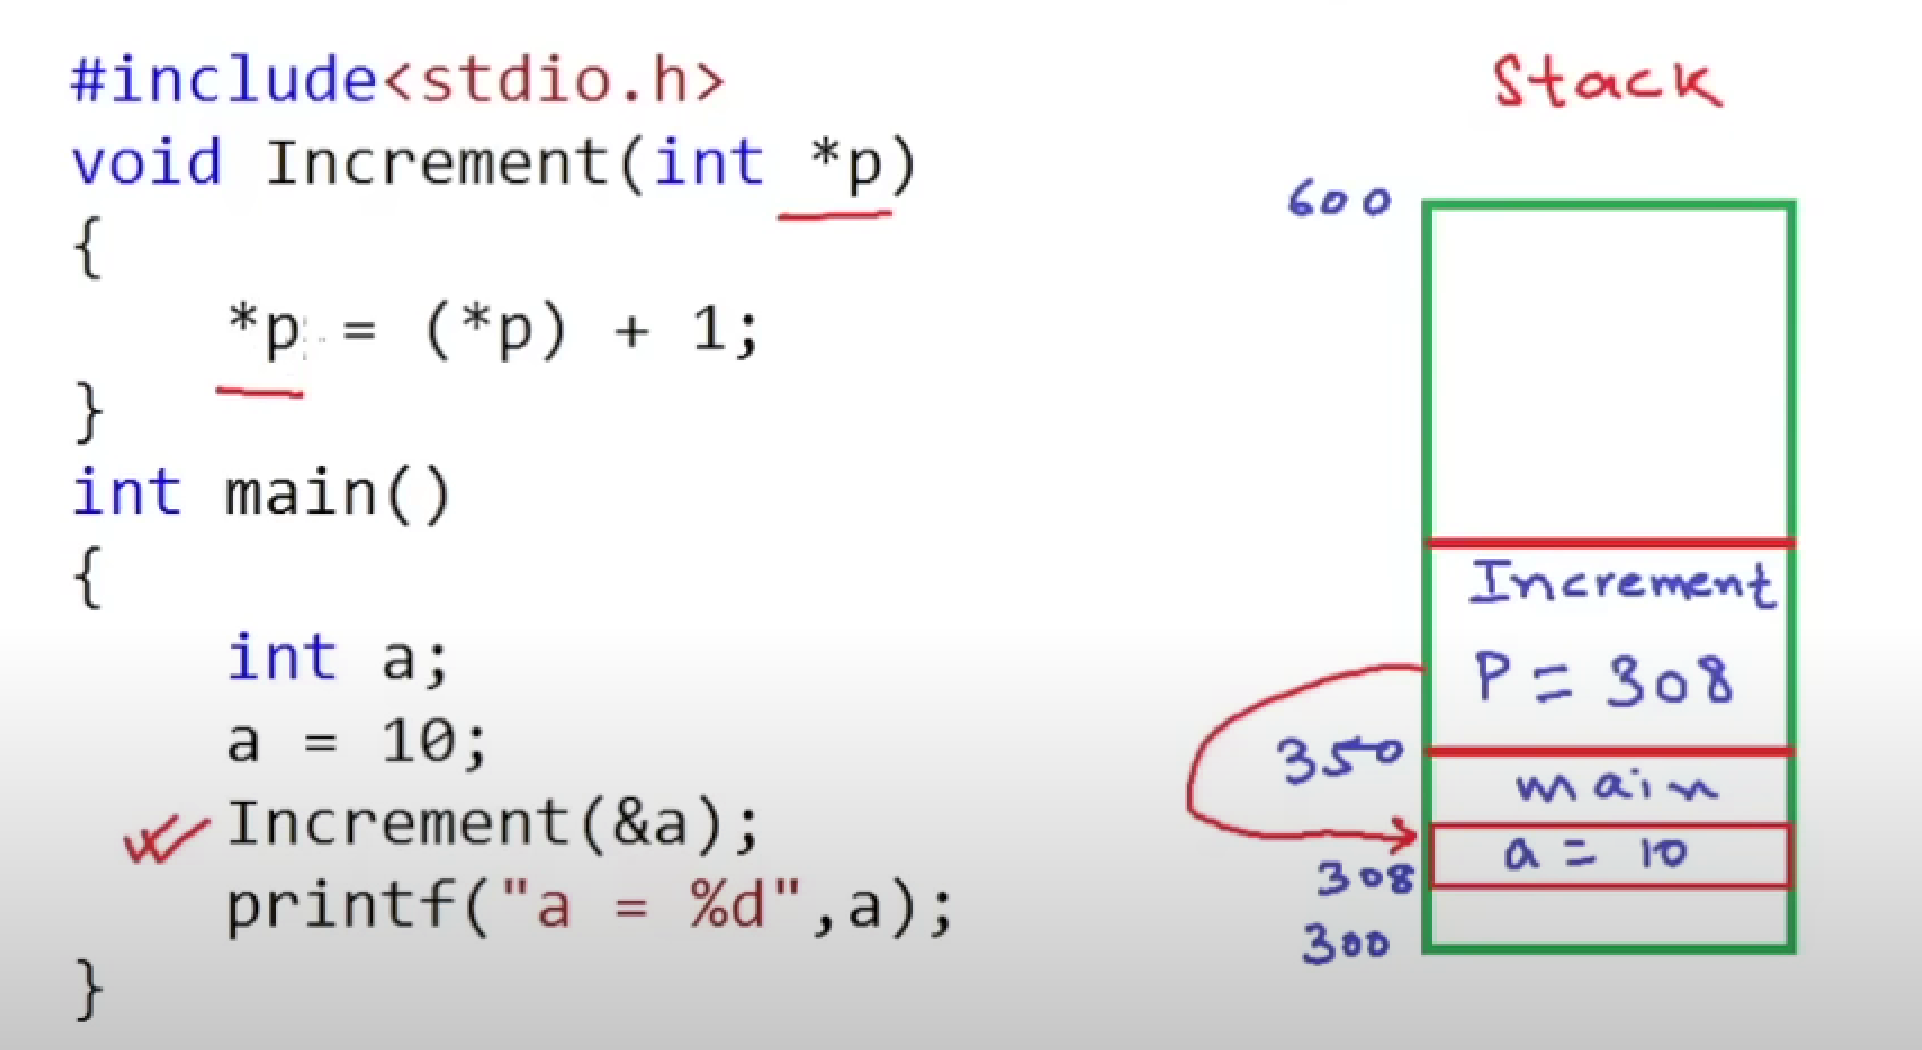 #include<stdio.h>
void Increment(int *p)
{
    *p = (*p) + 1;
}
int main()
{
    int a;
    a = 10;
    Increment(&a);
    printf("a = %d",a);
}
Stack
600
Increment
P = 308
350
main
a = 10
308
300